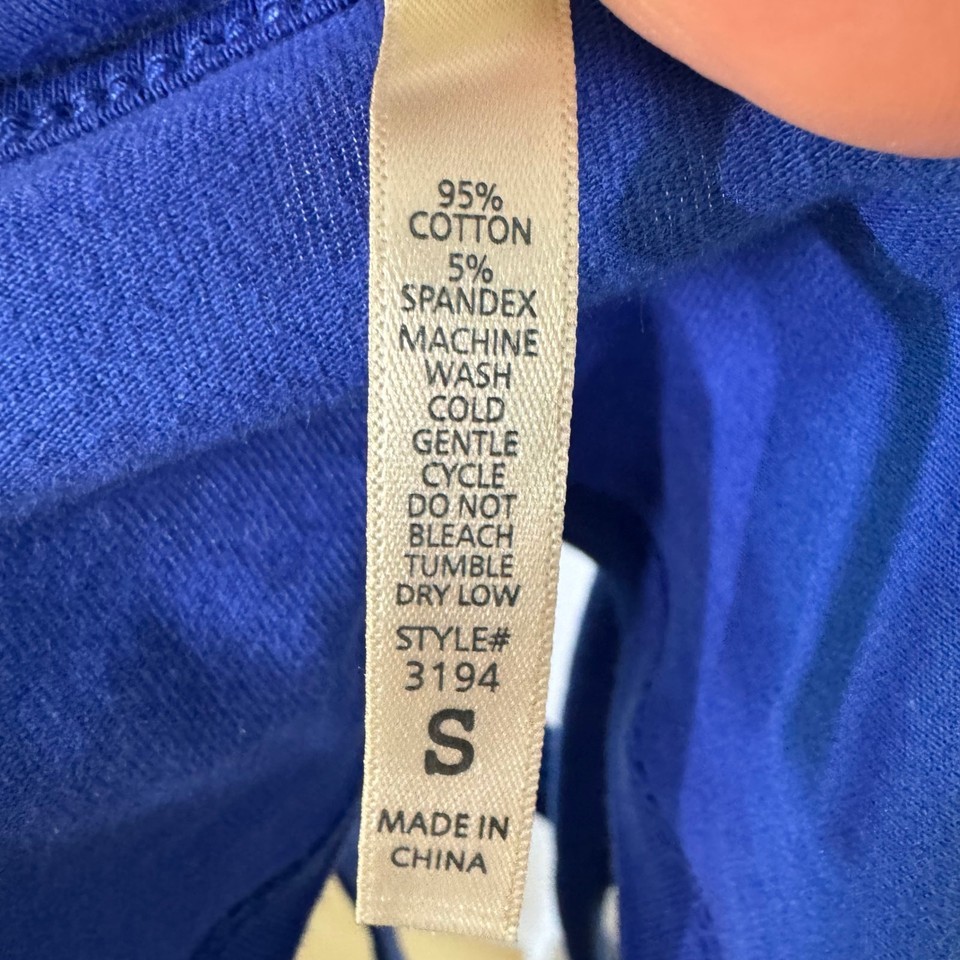 95%
COTTON
5%
SPANDEX
MACHINE
WASH
COLD
GENTLE
CYCLE
DO NOT
BLEACH
TUMBLE
DRY LOW
STYLE#
3194
S
MADE IN
CHINA